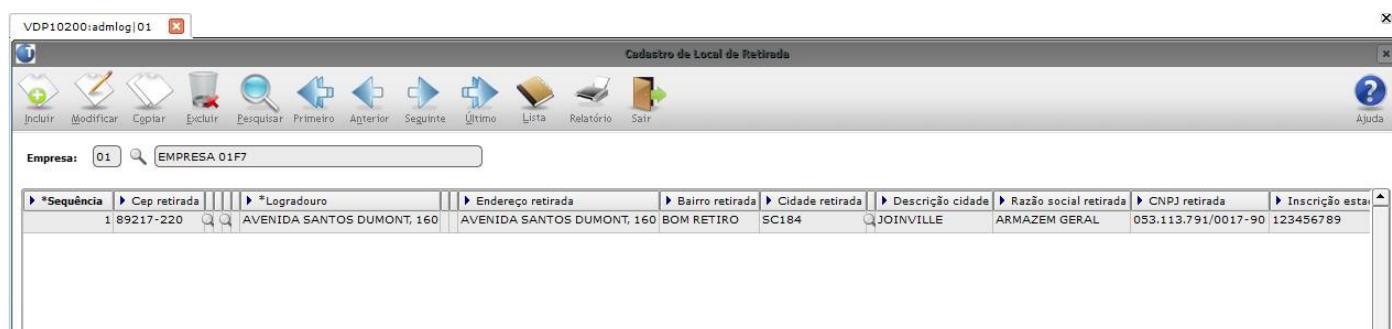 VDP10200:admlog|01
Cadastro de Local de Retirada
Incluir Modificar Copiar Excluir Pesquisar Primeiro Anterior Seguinte Último Lista Relatório Sair Ajuda
Empresa: 01 EMPRESA 01F7
*Sequência Cep retirada *Logradouro Endereço retirada Bairro retirada Cidade retirada Descrição cidade Razão social retirada CNPJ retirada Inscrição esta
1 89217-220 AVENIDA SANTOS DUMONT, 160 AVENIDA SANTOS DUMONT, 160 BOM RETIRO SC184 JOINVILLE ARMAZEM GERAL 053.113.791/0017-90 123456789